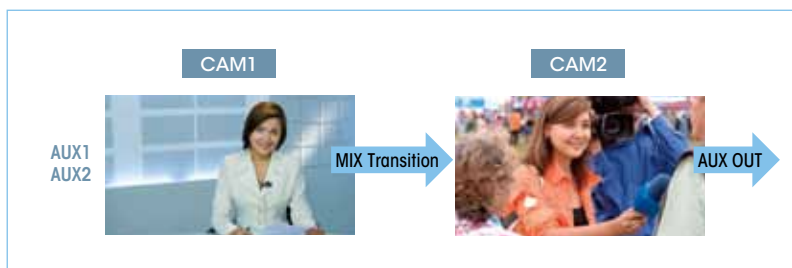 CAM1
CAM2
AUX1
AUX2
MIX Transition
AUX OUT